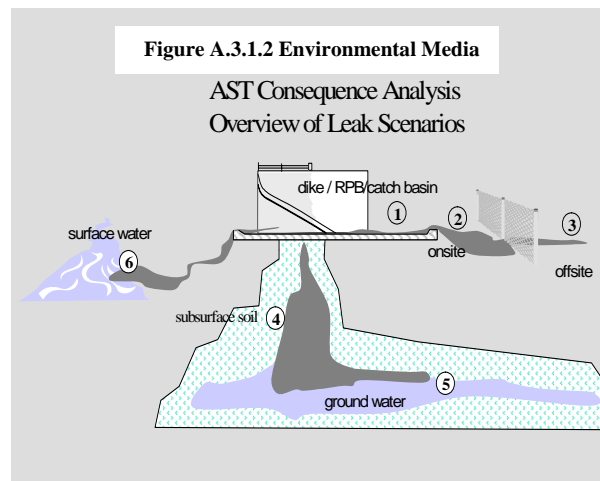 Figure A.3.1.2 Environmental Media
AST Consequence Analysis
Overview of Leak Scenarios
dike / RPB/catch basin
1
2
3
surface water
onsite
offsite
6
subsurface soil
4
5
ground water